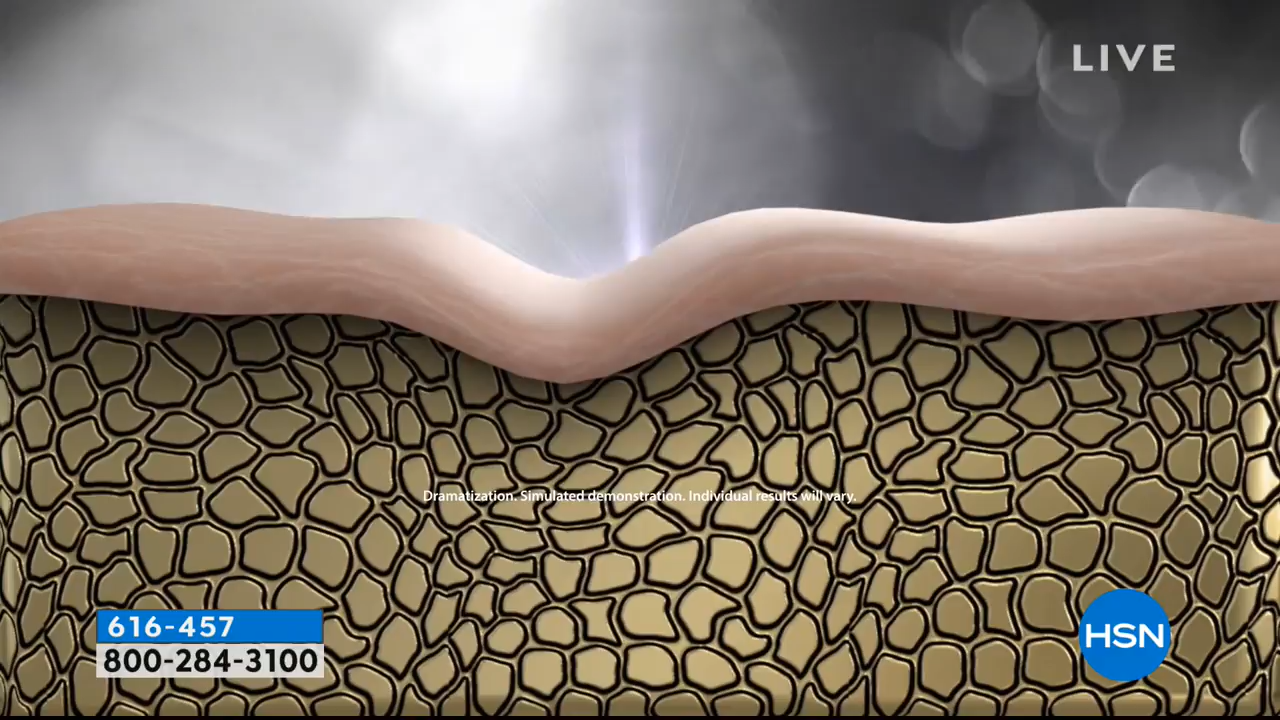 LIVE
Dramatization. Simulated demonstration. Individual results will vary.
616-457
800-284-3100
HSN